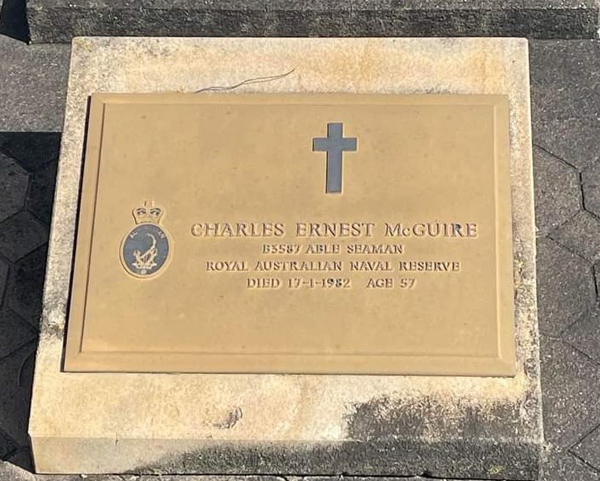 CHARLES ERNEST McGUIRE
B3587 ABLE SEAMAN
ROYAL AUSTRALIAN NAVAL RESERVE
DIED 17-1-1982 AGE 57